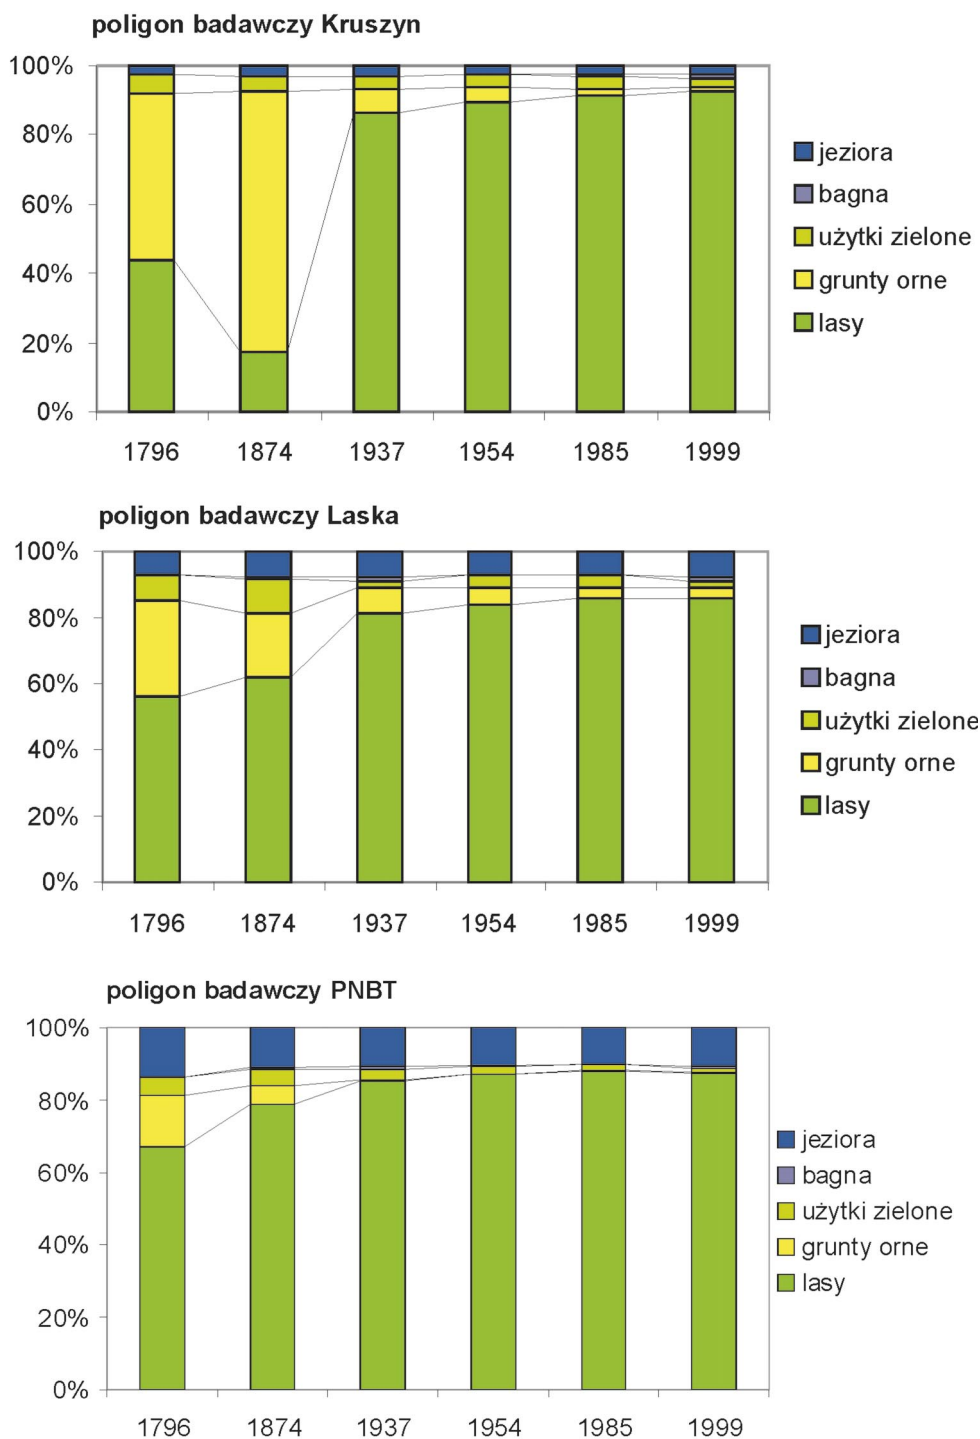 poligon badawczy Kruszyn
100%
80%
60%
40%
20%
0%
1796 1874 1937 1954 1985 1999
jeziora
bagna
użytki zielone
grunty orne
lasy
poligon badawczy Laska
100%
80%
60%
40%
20%
0%
1796 1874 1937 1954 1985 1999
jeziora
bagna
użytki zielone
grunty orne
lasy
poligon badawczy PNBT
100%
80%
60%
40%
20%
0%
1796 1874 1937 1954 1985 1999
jeziora
bagna
użytki zielone
grunty orne
lasy